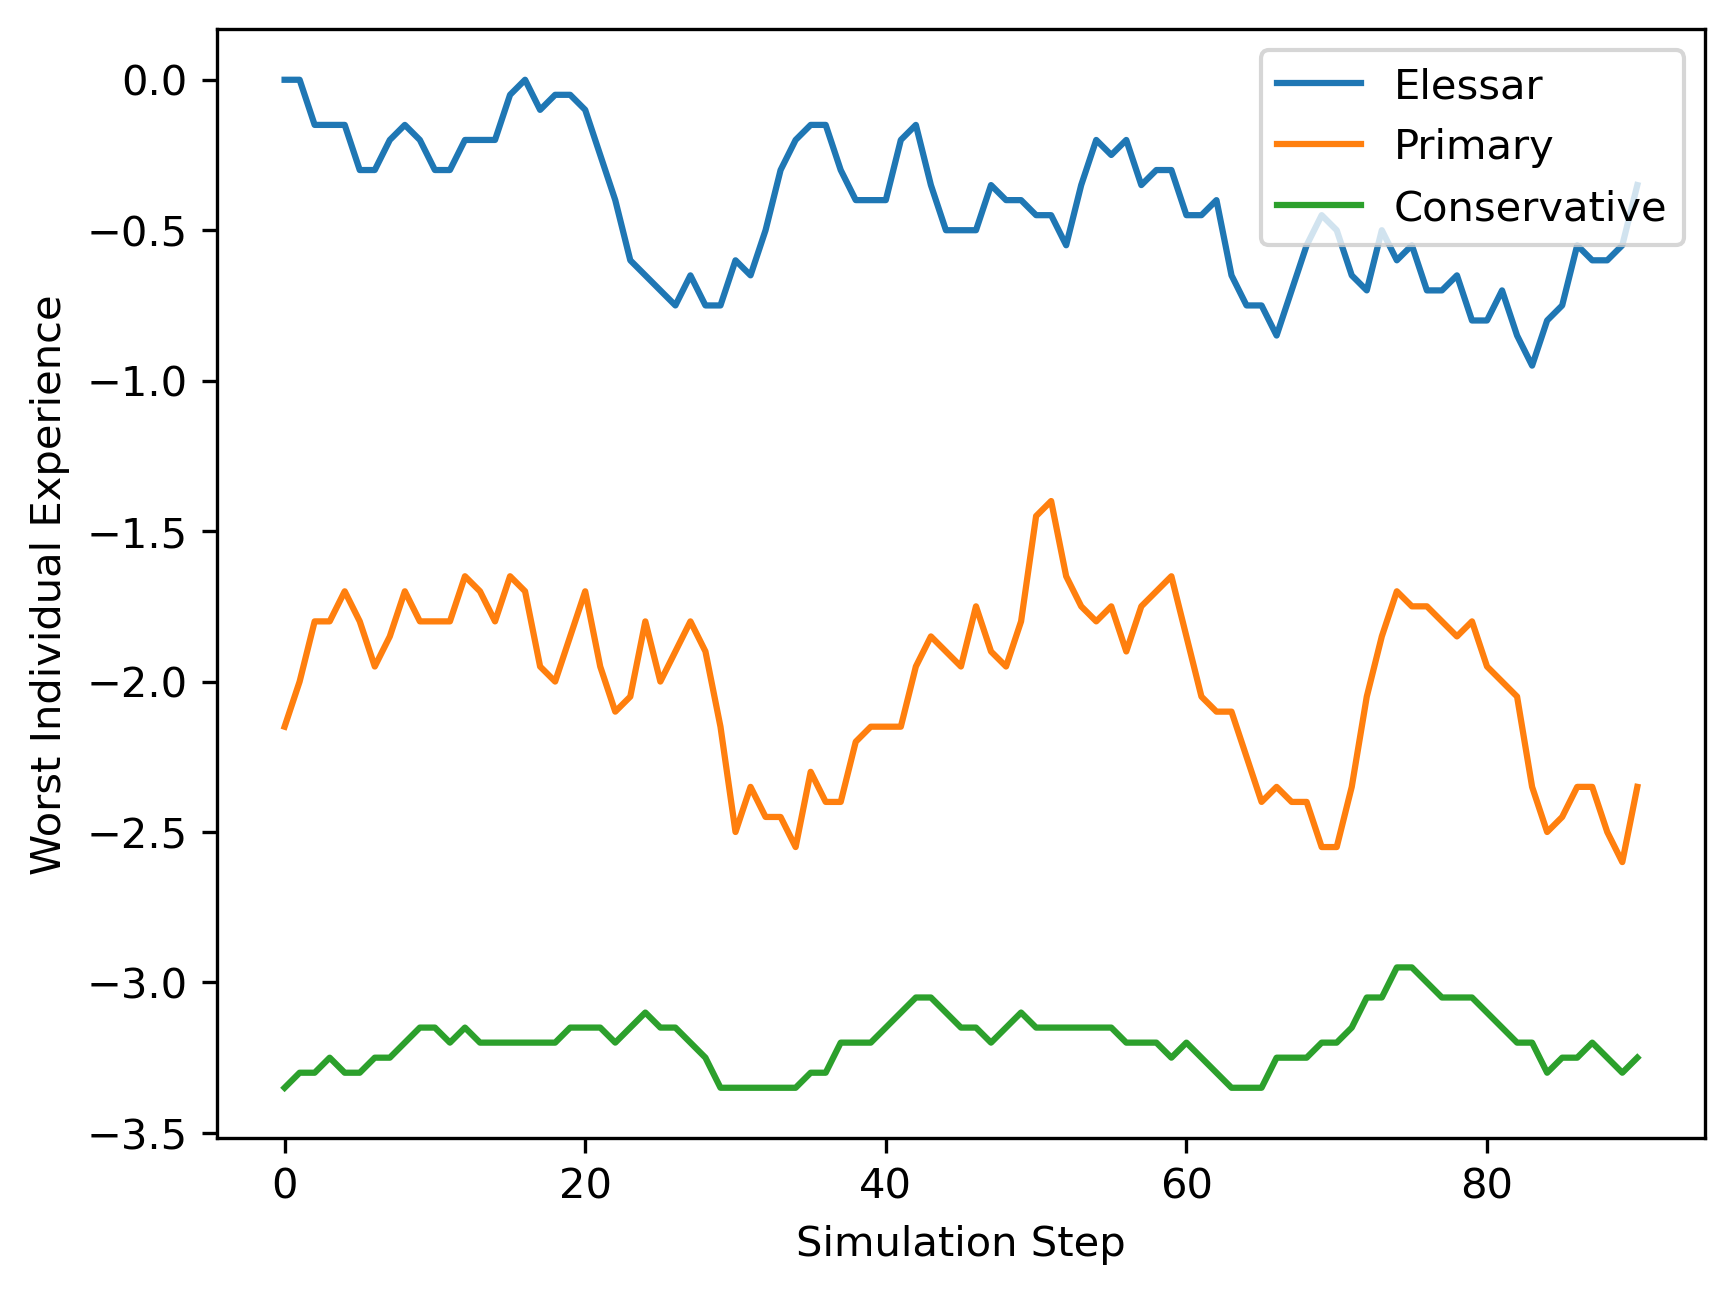 Elessar
Primary
Conservative
0.0
−0.5
−1.0
−1.5
−2.0
−2.5
−3.0
−3.5
Worst Individual Experience
0 20 40 60 80
Simulation Step